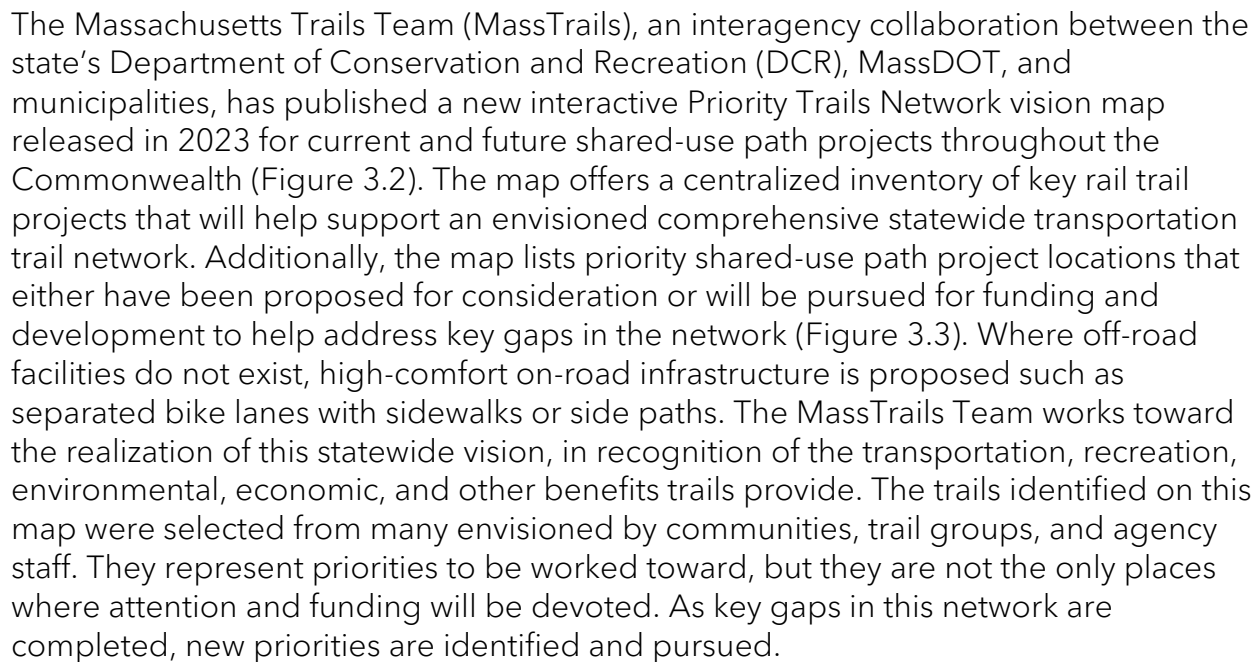 The Massachusetts Trails Team (MassTrails), an interagency collaboration between the
state’s Department of Conservation and Recreation (DCR), MassDOT, and
municipalities, has published a new interactive Priority Trails Network vision map
released in 2023 for current and future shared-use path projects throughout the
Commonwealth (Figure 3.2). The map offers a centralized inventory of key rail trail
projects that will help support an envisioned comprehensive statewide transportation
trail network. Additionally, the map lists priority shared-use path project locations that
either have been proposed for consideration or will be pursued for funding and
development to help address key gaps in the network (Figure 3.3). Where off-road
facilities do not exist, high-comfort on-road infrastructure is proposed such as
separated bike lanes with sidewalks or side paths. The MassTrails Team works toward
the realization of this statewide vision, in recognition of the transportation, recreation,
environmental, economic, and other benefits trails provide. The trails identified on this
map were selected from many envisioned by communities, trail groups, and agency
staff. They represent priorities to be worked toward, but they are not the only places
where attention and funding will be devoted. As key gaps in this network are
completed, new priorities are identified and pursued.